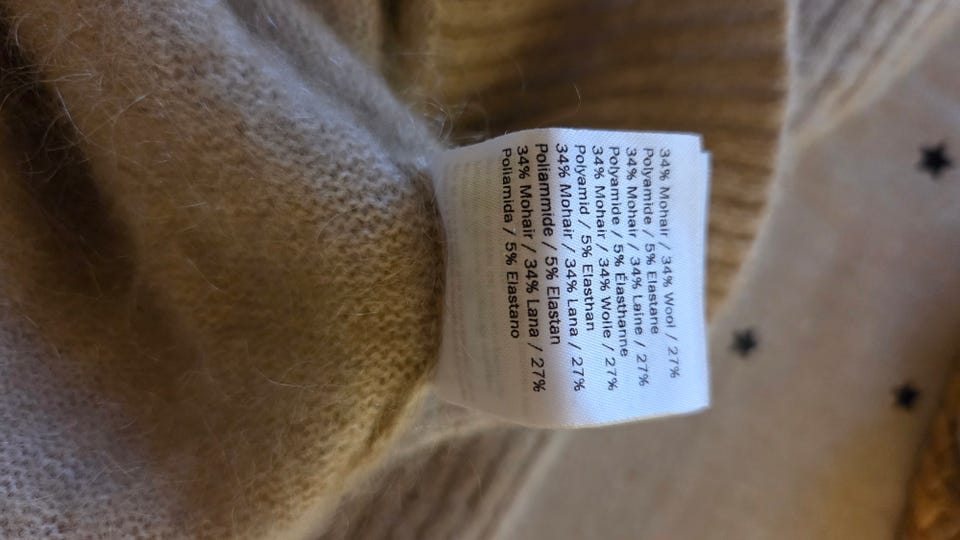 34% Mohair / 34% Wool / 27%
Polyamide / 5% Elastane
34% Mohair / 34% Laine / 27%
Polyamide / 5% Élasthanne
34% Mohair / 34% Wolle / 27%
Polyamid / 5% Elasthan
34% Mohair / 34% Lana / 27%
Poliammide / 5% Elastan
34% Mohair / 34% Lana / 27%
Poliamida / 5% Elastano